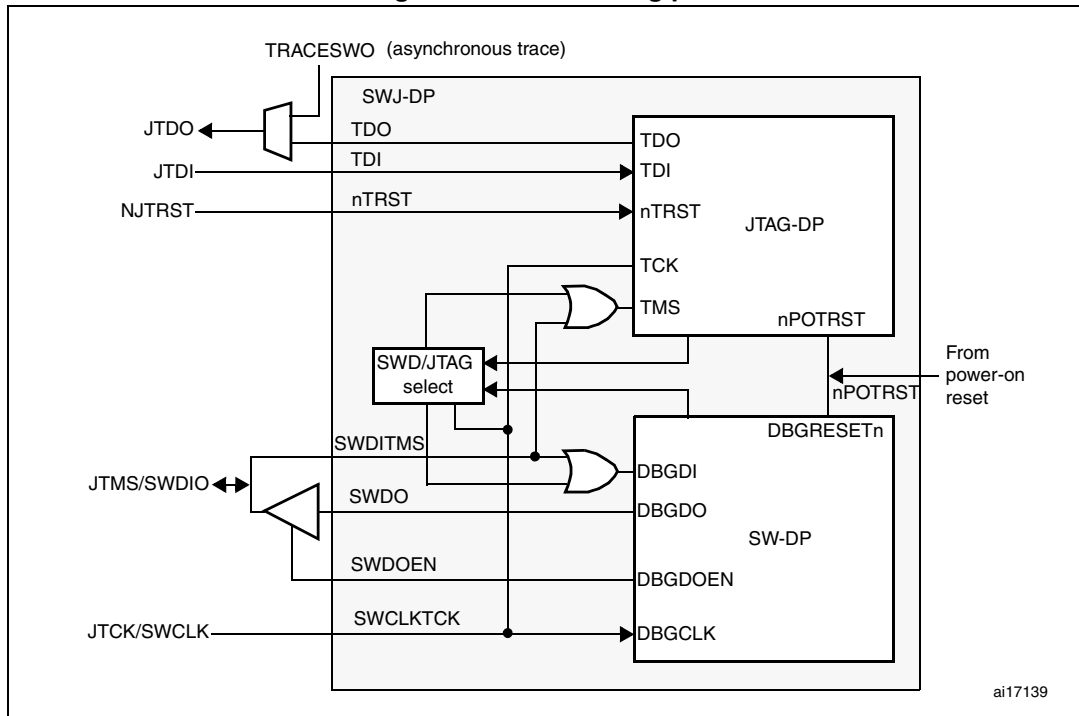 TRACESWO (asynchronous trace)
SWJ-DP
JTDO
TDO
TDO
JTDI
TDI
TDI
NJTRST
nTRST
nTRST
JTAG-DP
TCK
TMS
nPOTRST
SWD/JTAG
select
From
power-on
reset
nPOTRST
DBGRESETn
SWDITMS
DBGDI
JTMS/SWDIO
SWDO
DBGDO
SW-DP
SWDOEN
DBGDOEN
JTCK/SWCLK
SWCLKTCK
DBGCLK
ai17139